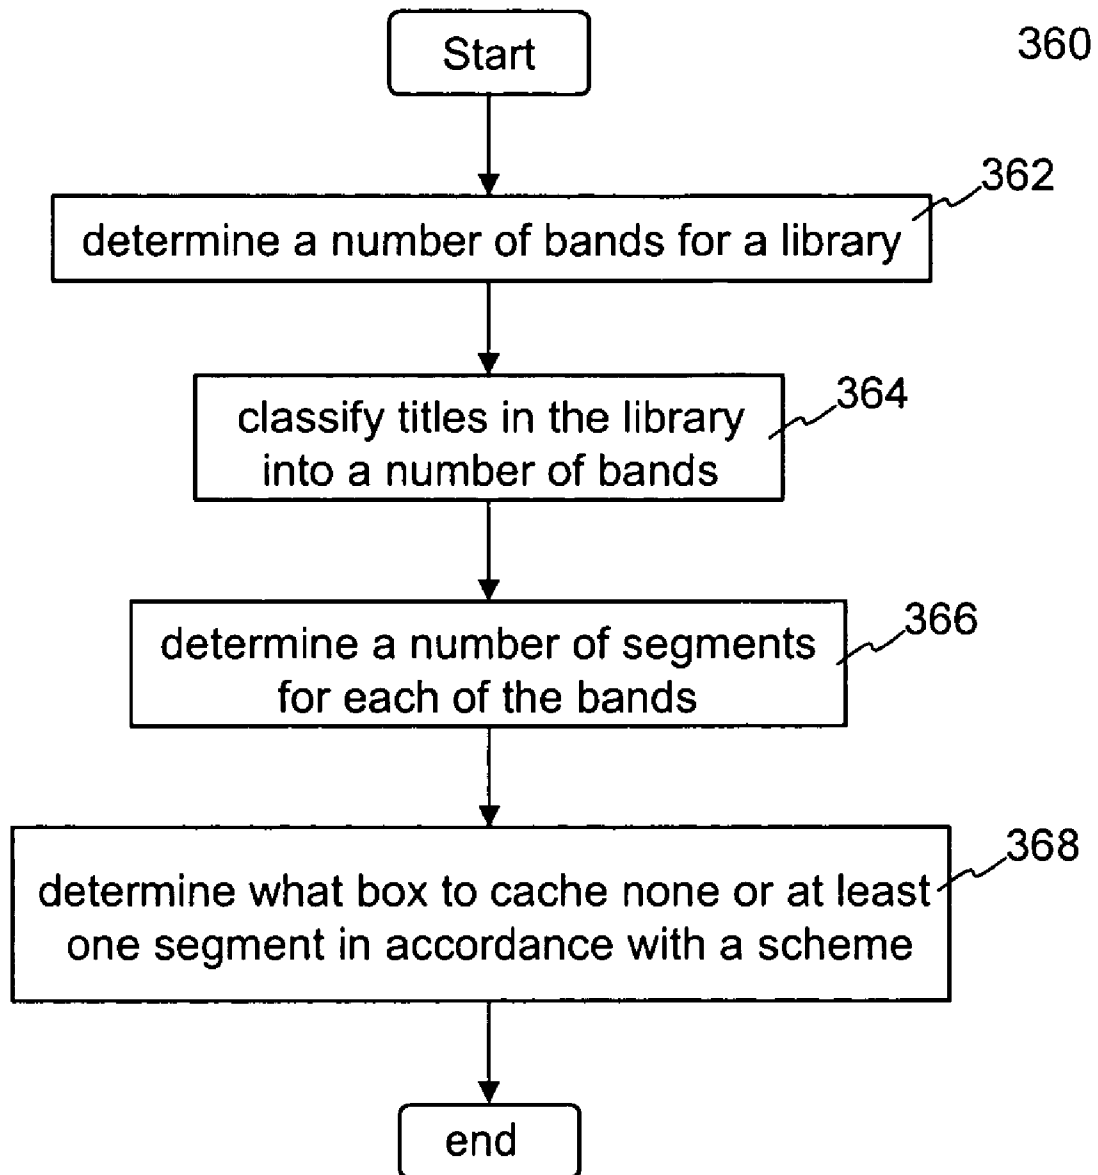 Start
360
362
determine a number of bands for a library
364
classify titles in the library
into a number of bands
366
determine a number of segments
for each of the bands
368
determine what box to cache none or at least
one segment in accordance with a scheme
end